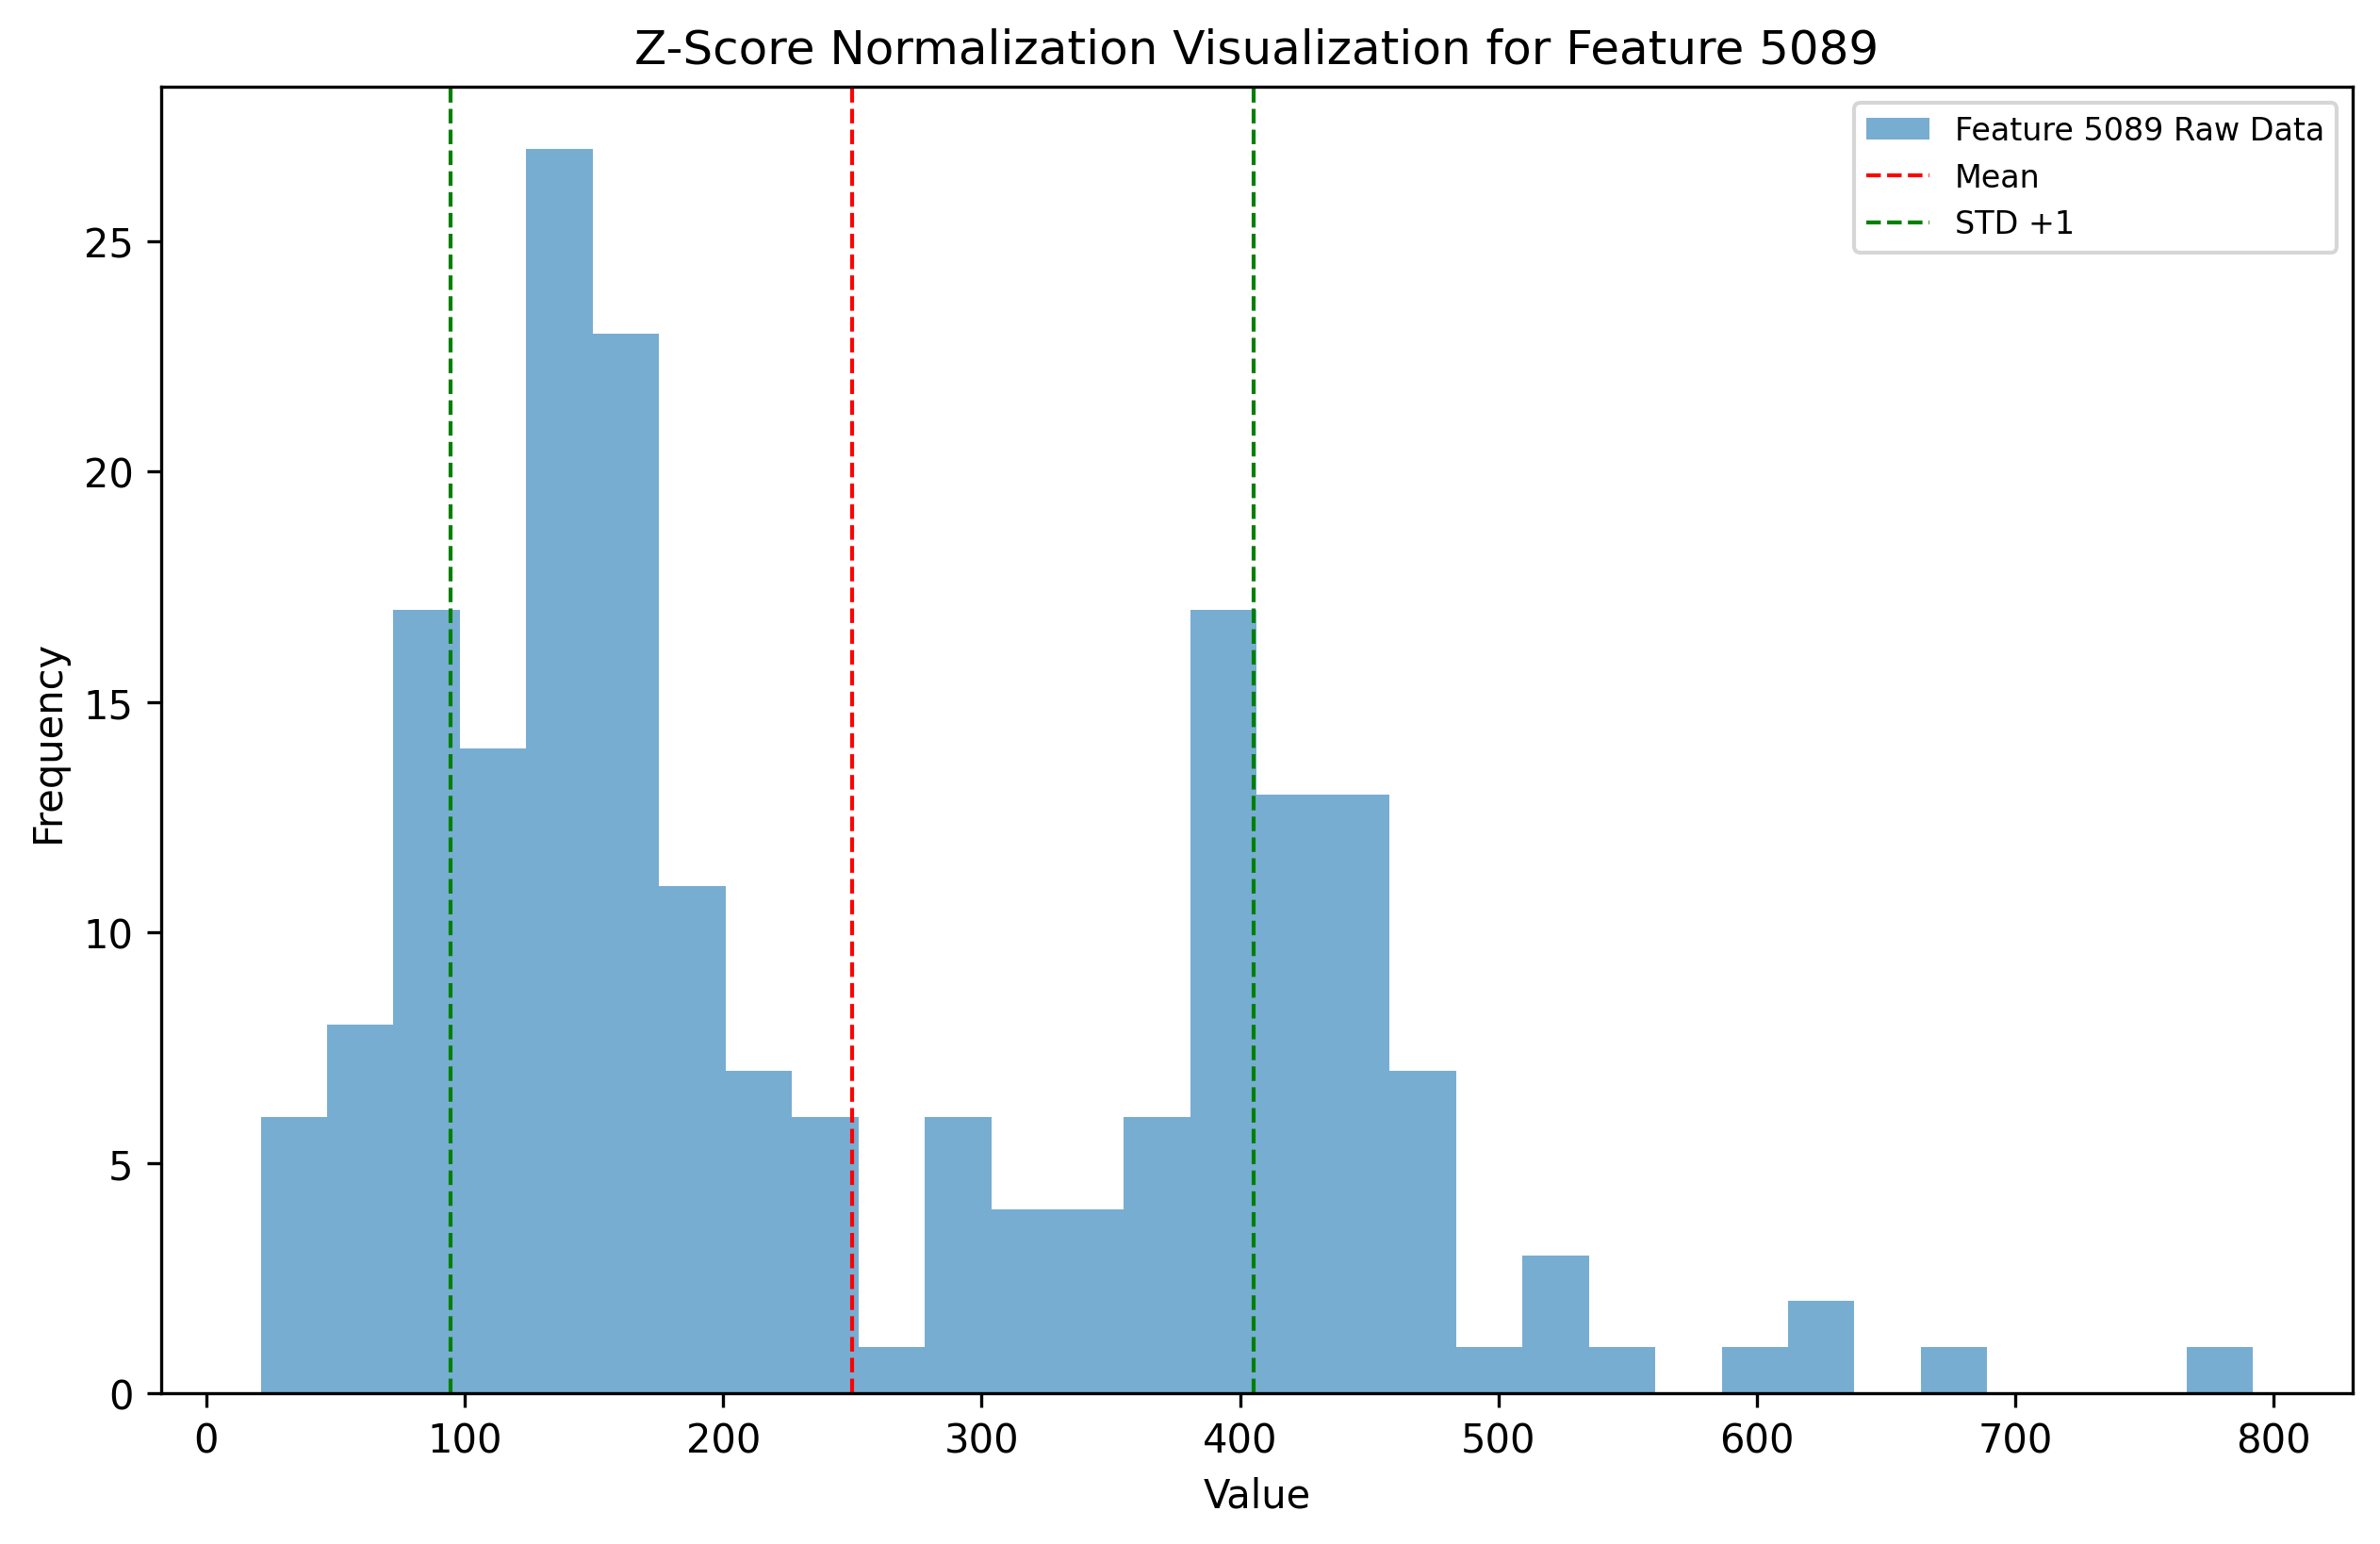 Z-Score Normalization Visualization for Feature 5089
Feature 5089 Raw Data
Mean
STD +1
25
20
15
10
5
0
Frequency
0 100 200 300 400 500 600 700 800
Value